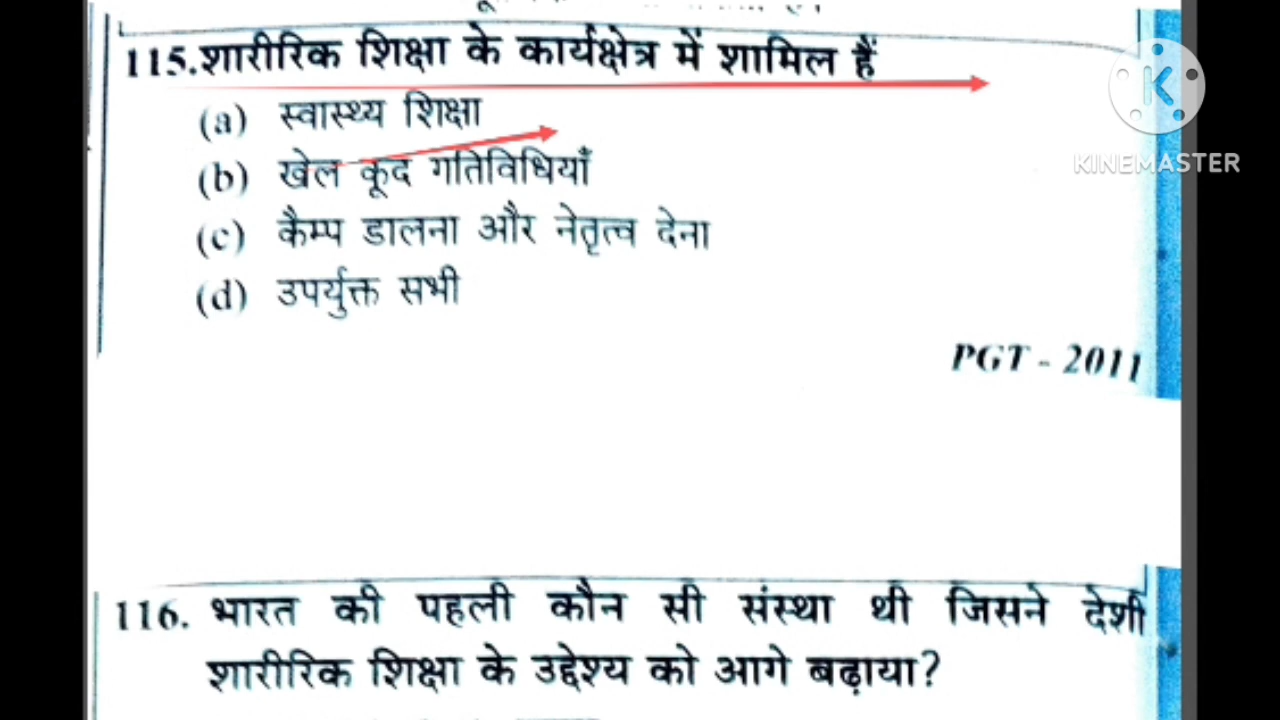 115.शारीरिक शिक्षा के कार्यक्षेत्र में शामिल हैं
(a) स्वास्थ्य शिक्षा
(b) खेल कूद गतिविधियाँ
(c) कैम्प डालना और नेतृत्व देना
(d) उपर्युक्त सभी
PGT - 2011
116. भारत की पहली कौन सी संस्था थी जिसने देशी
शारीरिक शिक्षा के उद्देश्य को आगे बढ़ाया?
K
KINEMASTER